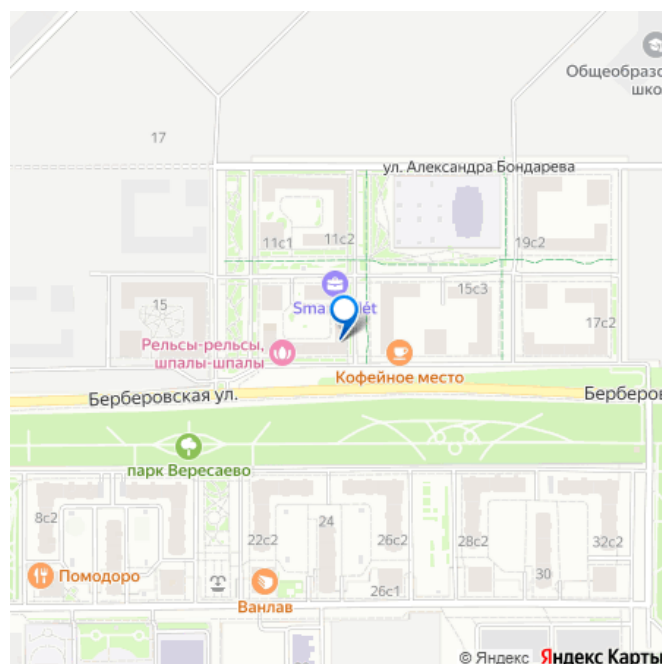 Общеобразо
шко
17
ул. Александра Бондарева
11с1
11с2
19с2
15с3
15
17с2
Рельсы-рельсы,
шпалы-шпалы
Кофейное место
Берберовская ул.
Берберов
парк Вересаево
8с2
22с2
24
26с2
28с2
32с2
Помодоро
Ванлав
26с1
30
© Яндекс Яндекс Карты